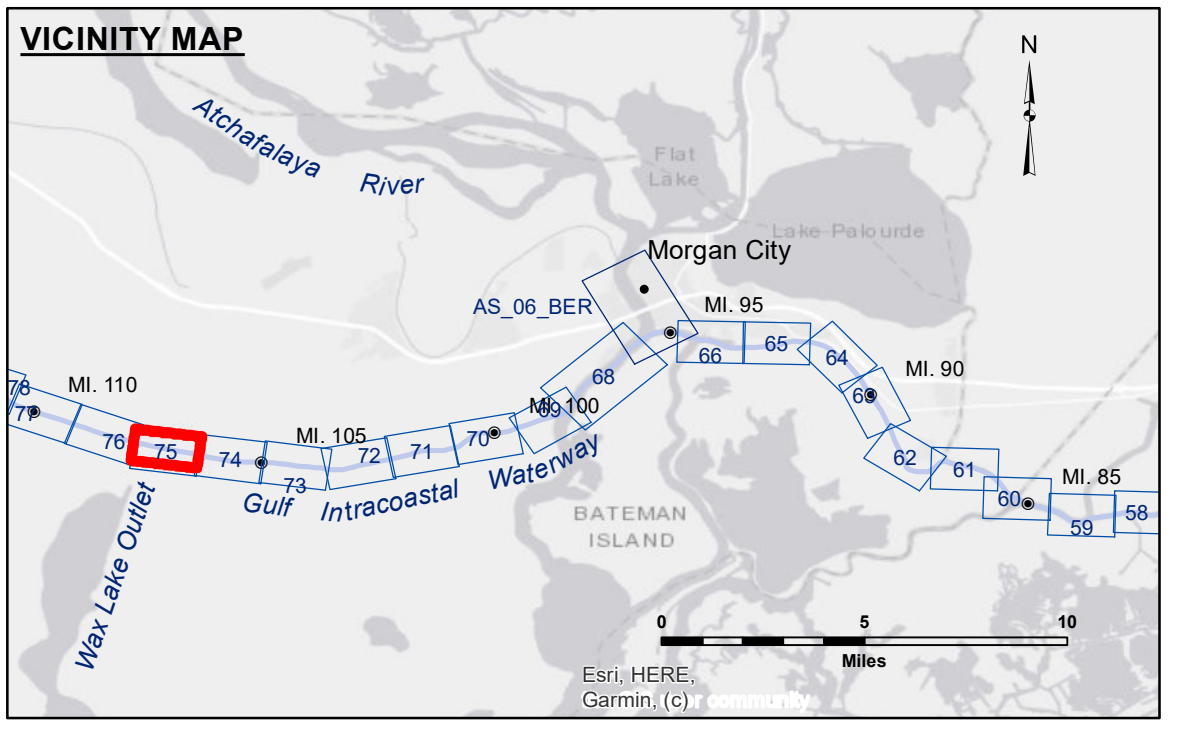 VICINITY MAP
N
Atchafalaya
River
Flat
Lake
Lake Palourde
Morgan City
AS_06_BER
MI. 95
66
65
64
MI. 90
63
68
MI. 100
69
78
MI. 110
77
76
75
74
MI. 105
73
72
71
70
62
61
60
MI. 85
59
58
Gulf
Intracoastal
Waterway
Wax Lake Outlet
BATEMAN
ISLAND
0
5
10
Miles
Esri, HERE,
Garmin, (c)
r community